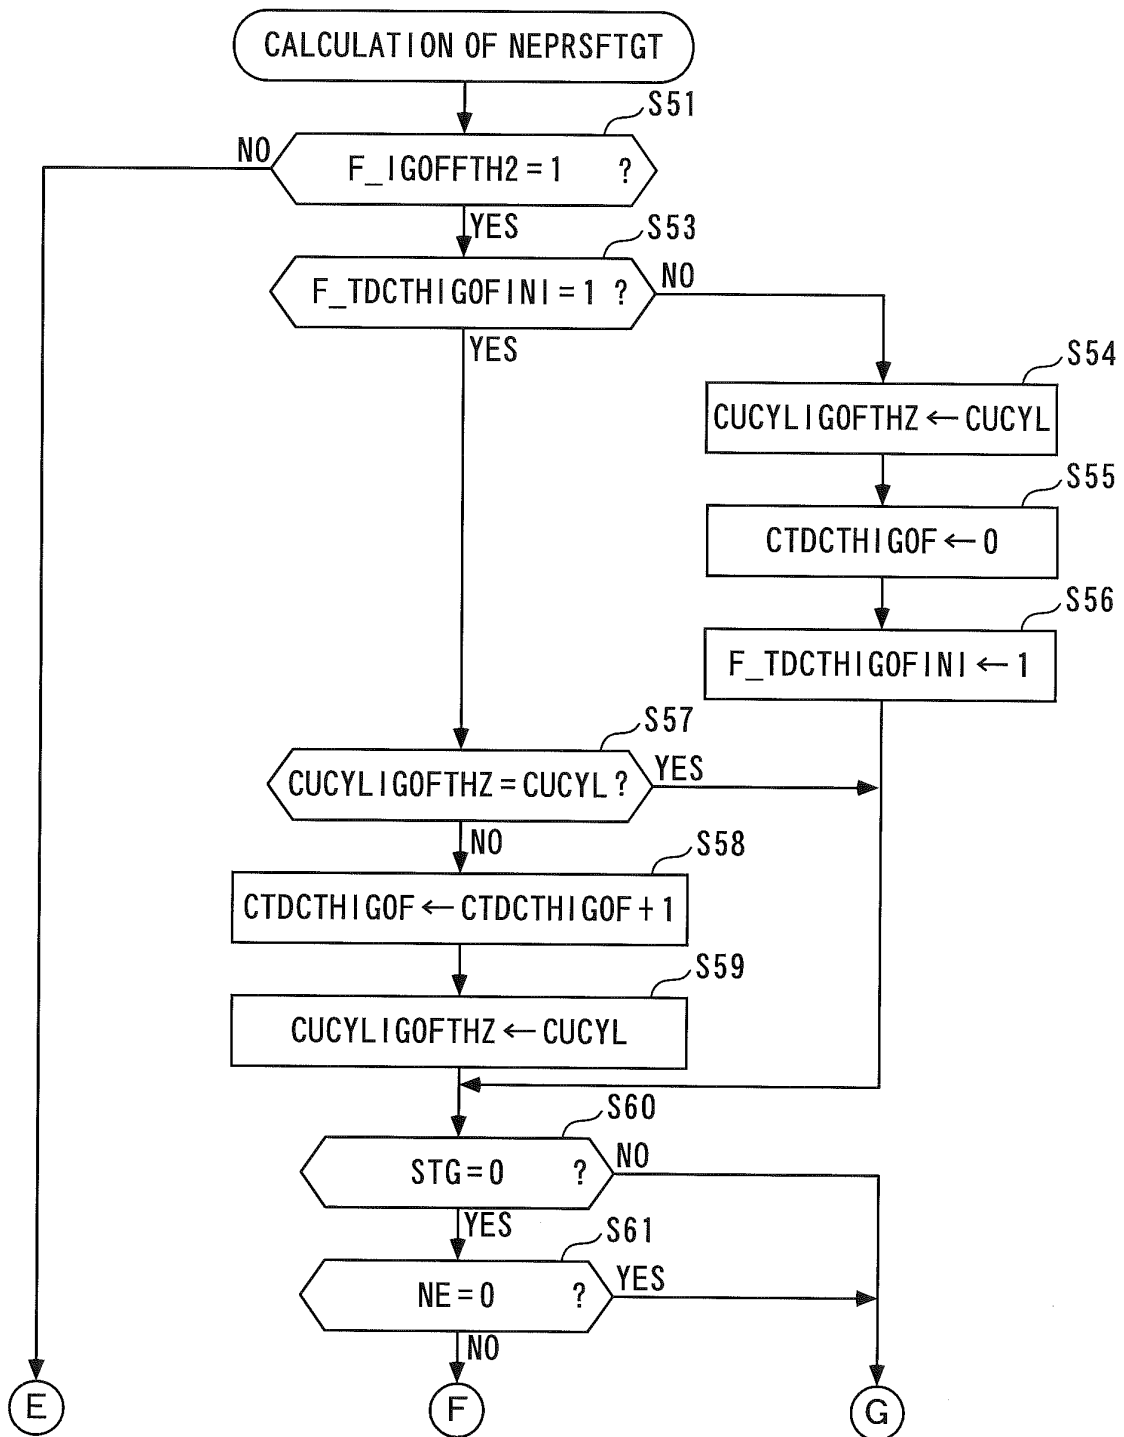 CALCULATION OF NEPRSFTGT
S51
NO
F_IGOFFTH2=1 ?
YES
S53
F_TDCTHIGOFINI=1 ?
NO
YES
S54
CUCYLIGOFTHZ←CUCYL
S55
CTDCTHIGOF←0
S56
F_TDCTHIGOFINI←1
S57
CUCYLIGOFTHZ=CUCYL?
YES
NO
S58
CTDCTHIGOF←CTDCTHIGOF+1
S59
CUCYLIGOFTHZ←CUCYL
S60
STG=0 ?
NO
YES
S61
NE=0 ?
YES
NO
E
F
G